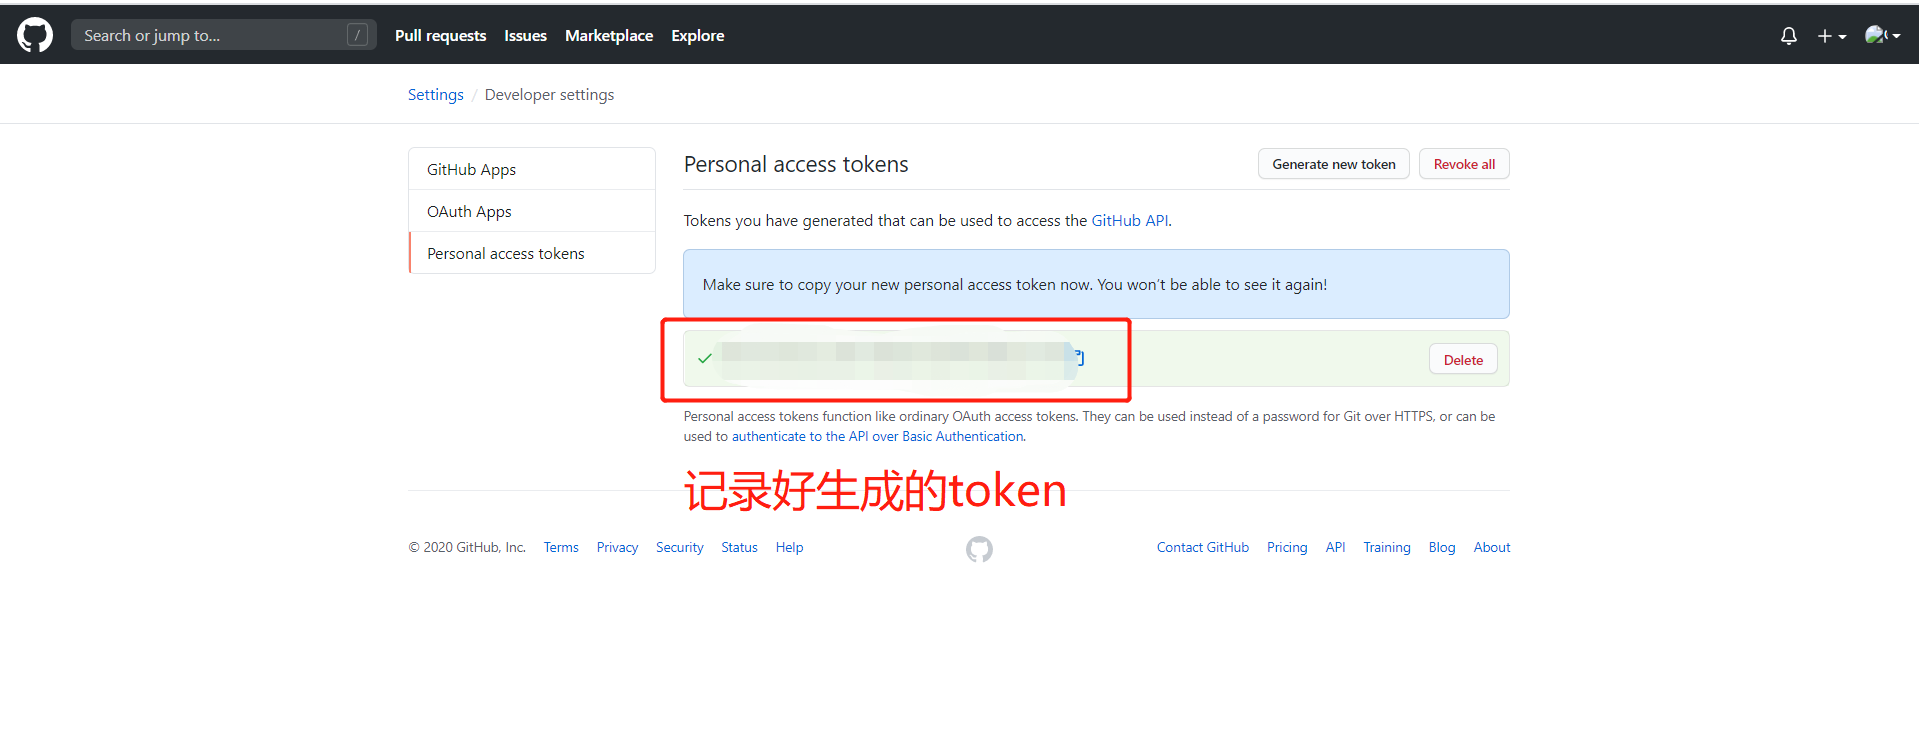 Search or jump to... /
Pull requests Issues Marketplace Explore
Settings / Developer settings
GitHub Apps
OAuth Apps
Personal access tokens
Personal access tokens
Generate new token
Revoke all
Tokens you have generated that can be used to access the GitHub API.
Make sure to copy your new personal access token now. You won’t be able to see it again!
Delete
Personal access tokens function like ordinary OAuth access tokens. They can be used instead of a password for Git over HTTPS, or can be
used to authenticate to the API over Basic Authentication.
记录好生成的token
© 2020 GitHub, Inc. Terms Privacy Security Status Help
Contact GitHub Pricing API Training Blog About